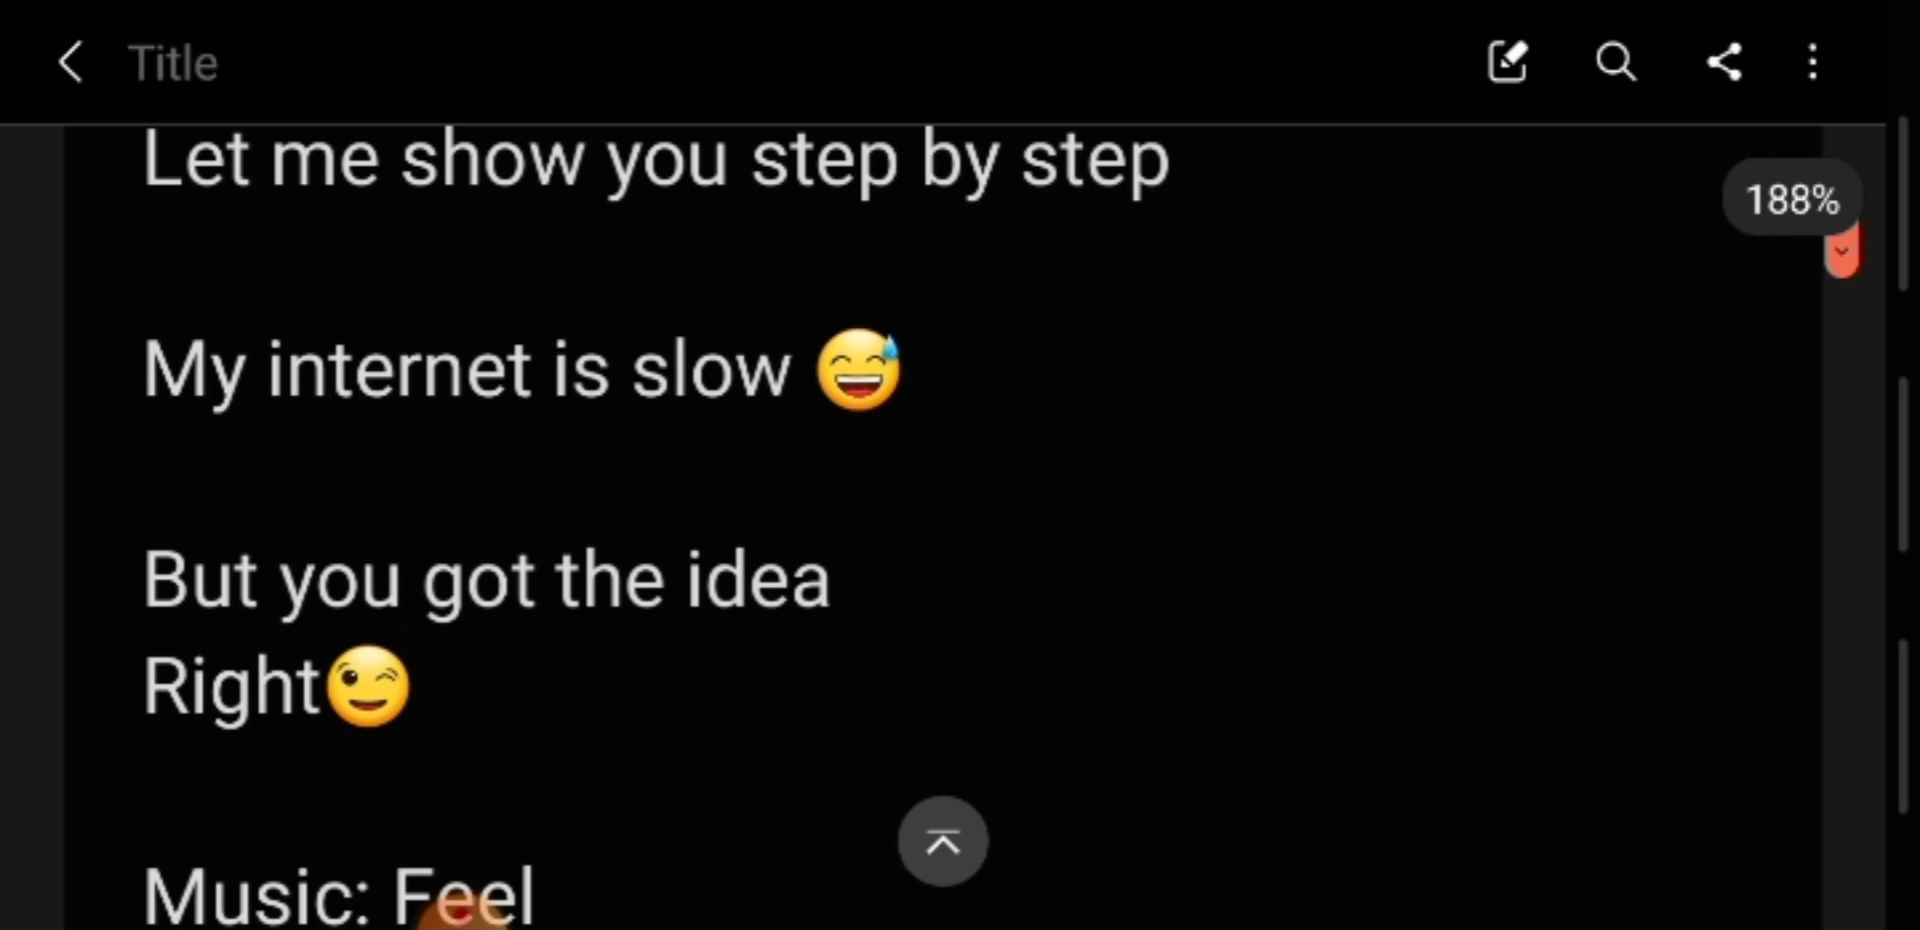 Title
188%
Let me show you step by step
My internet is slow 😅
But you got the idea
Right😉
Music: Feel